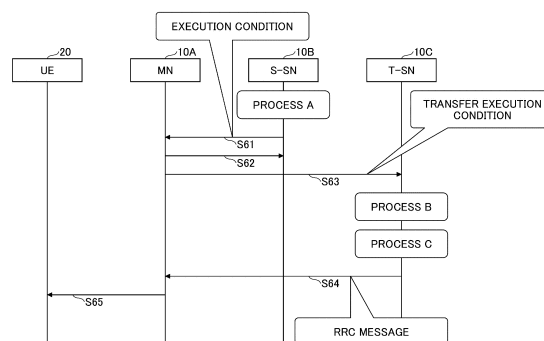 EXECUTION CONDITION
20
10A
10B
10C
UE
MN
S-SN
T-SN
PROCESS A
TRANSFER EXECUTION
CONDITION
S61
S62
S63
PROCESS B
PROCESS C
S64
S65
RRC MESSAGE